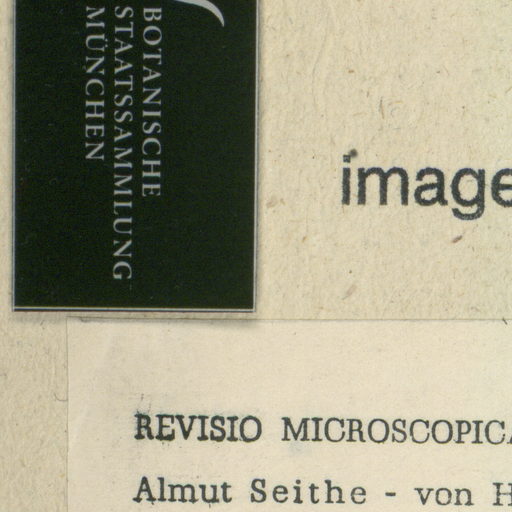 BOTANISCHE
STAATSSAMMLUNG
MÜNCHEN
image
REVISIO MICROSCOPICA
Almut Seithe - von H